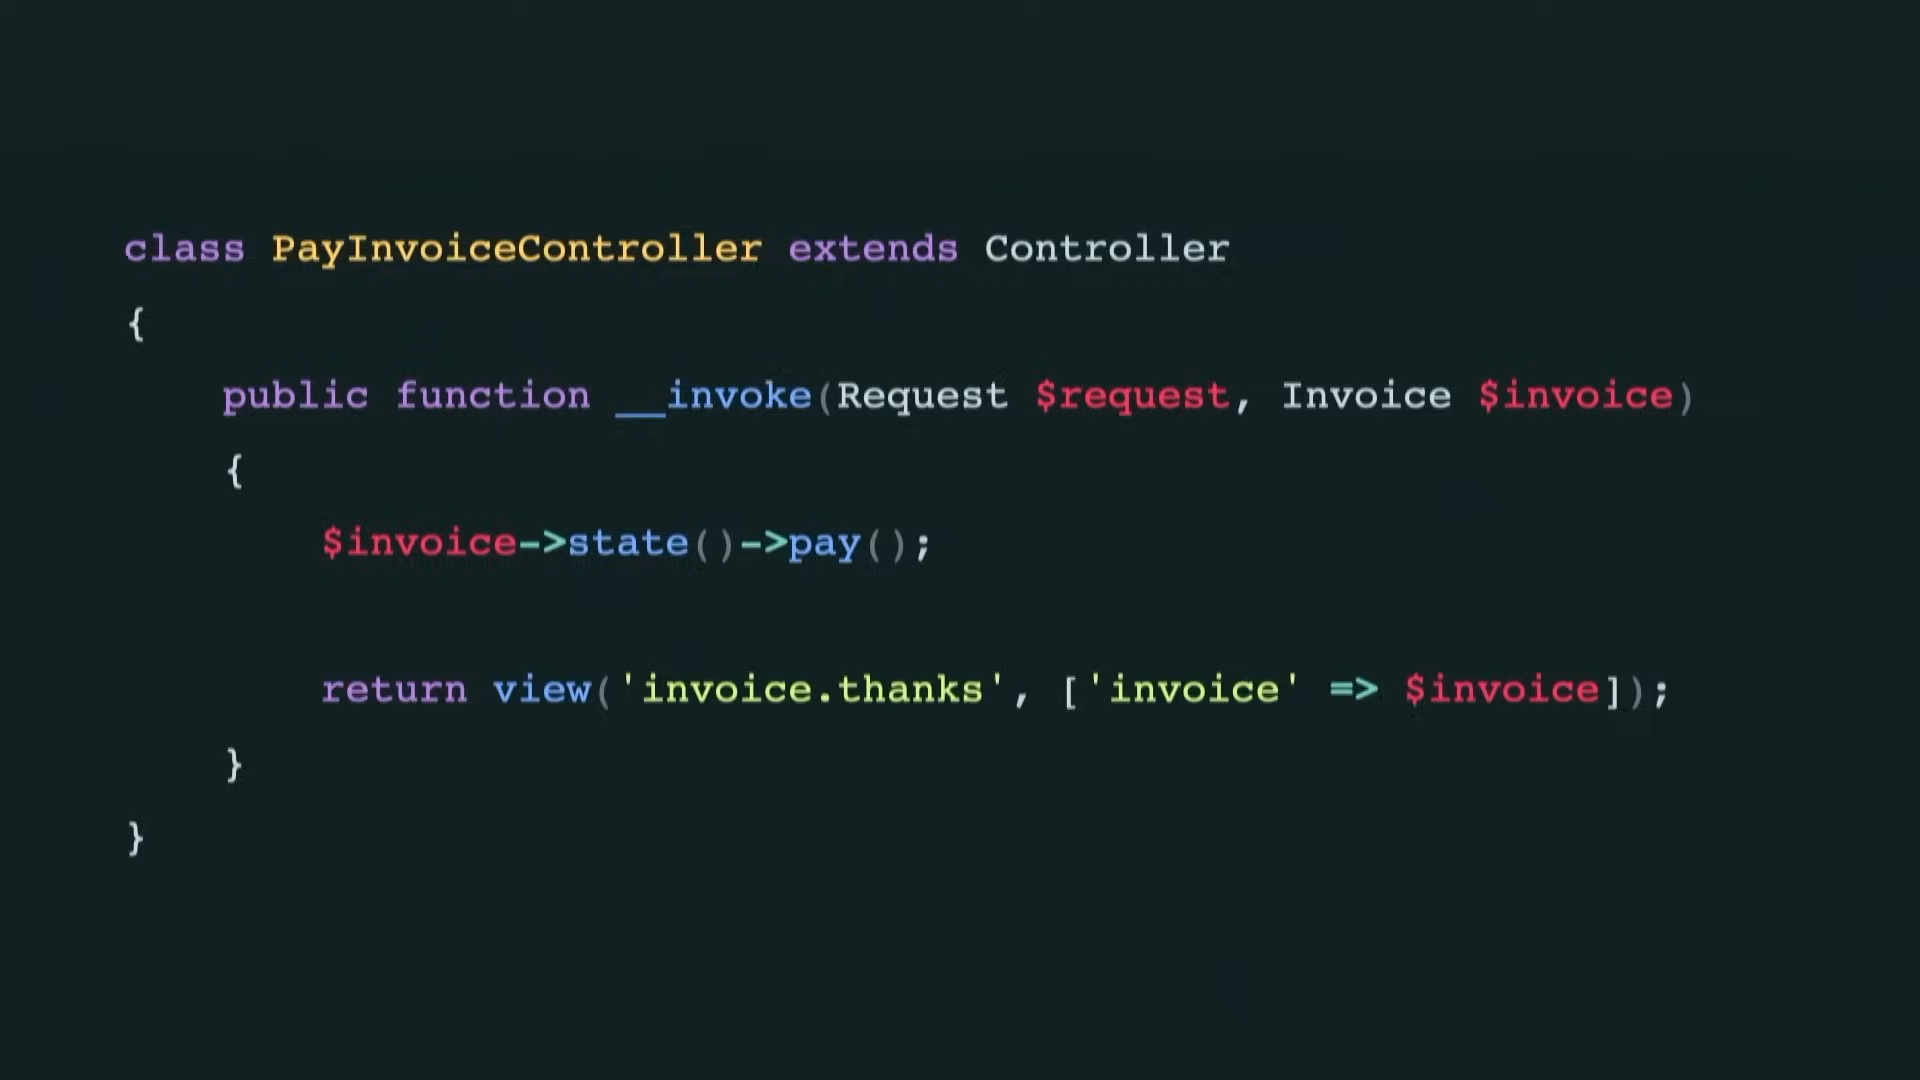 class PayInvoiceController extends Controller
{
    public function __invoke(Request $request, Invoice $invoice)
    {
        $invoice->state()->pay();

        return view('invoice.thanks', ['invoice' => $invoice]);
    }
}